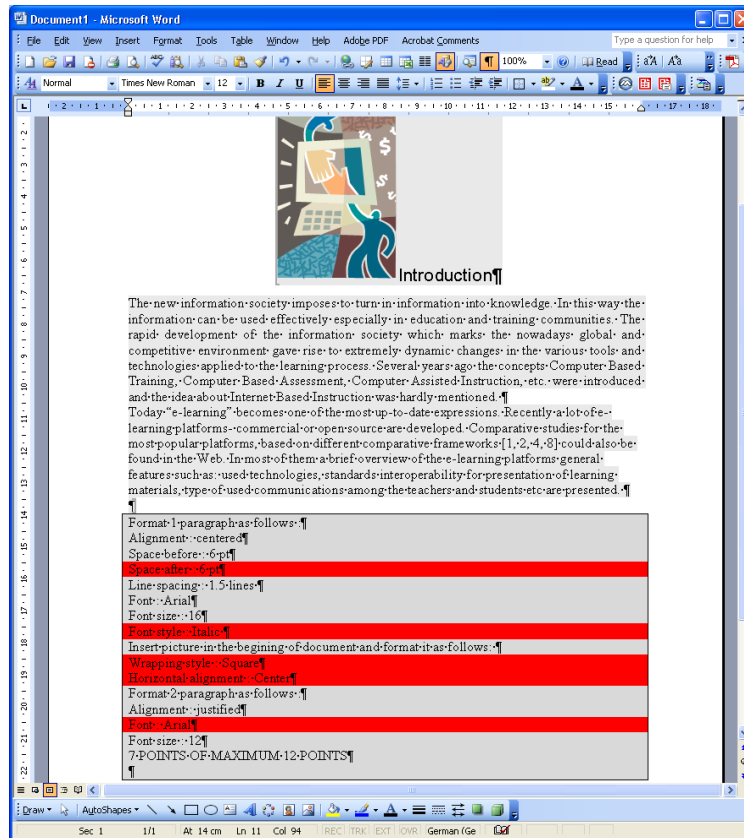 Document1 - Microsoft Word
File Edit View Insert Format Tools Table Window Help Adobe PDF Acrobat Comments Type a question for help
100% Read
Normal Times New Roman 12 B I U
Introduction¶
The new information society imposes to turn in information into knowledge. In this way the
information can be used effectively especially in education and training communities. The
rapid development of the information society which marks the nowadays global and
competitive environment gave rise to extremely dynamic changes in the various tools and
technologies applied to the learning process. Several years ago the concepts Computer Based
Training, Computer Based Assessment, Computer Assisted Instruction, etc. were introduced
and the idea about Internet Based Instruction was hardly mentioned. ¶
Today “e-learning” becomes one of the most up-to-date expressions. Recently a lot of e-
learning platforms- commercial or open source are developed. Comparative studies for the
most popular platforms, based on different comparative frameworks [1, 2, 4, 8] could also be
found in the Web. In most of them a brief overview of the e-learning platforms general
features such as: used technologies, standards interoperability for presentation of learning
materials, type of used communications among the teachers and students etc are presented. ¶
¶
Format 1 paragraph as follows :¶
Alignment : centered¶
Space before : 6 pt¶
Space after : 6 pt¶
Line spacing : 1.5 lines¶
Font : Arial¶
Font size : 16¶
Font style : Italic ¶
Insert picture in the begining of document and format it as follows: ¶
Wrapping style : Square¶
Horizontal alignment : Center¶
Format 2 paragraph as follows :¶
Alignment : justified¶
Font : Arial¶
Font size : 12¶
7 POINTS OF MAXIMUM 12 POINTS¶
¶
Draw AutoShapes
Sec 1 1/1 At 14 cm Ln 11 Col 94 REC TRK EXT OVR German (Ge